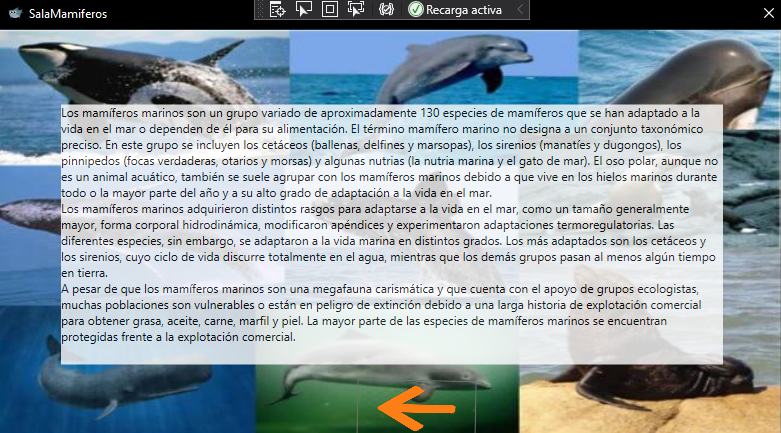 SalaMamiferos
Recarga activa
Los mamíferos marinos son un grupo variado de aproximadamente 130 especies de mamíferos que se han adaptado a la
vida en el mar o dependen de él para su alimentación. El término mamífero marino no designa a un conjunto taxonómico
preciso. En este grupo se incluyen los cetáceos (ballenas, delfines y marsopas), los sirenios (manatíes y dugongos), los
pinnipedos (focas verdaderas, otarios y morsas) y algunas nutrias (la nutria marina y el gato de mar). El oso polar, aunque no
es un animal acuático, también se suele agrupar con los mamíferos marinos debido a que vive en los hielos marinos durante
todo o la mayor parte del año y a su alto grado de adaptación a la vida en el mar.
Los mamíferos marinos adquirieron distintos rasgos para adaptarse a la vida en el mar, como un tamaño generalmente
mayor, forma corporal hidrodinámica, modificaron apéndices y experimentaron adaptaciones termoregulatorias. Las
diferentes especies, sin embargo, se adaptaron a la vida marina en distintos grados. Los más adaptados son los cetáceos y
los sirenios, cuyo ciclo de vida discurre totalmente en el agua, mientras que los demás grupos pasan al menos algún tiempo
en tierra.
A pesar de que los mamíferos marinos son una megafauna carismática y que cuenta con el apoyo de grupos ecologistas,
muchas poblaciones son vulnerables o están en peligro de extinción debido a una larga historia de explotación comercial
para obtener grasa, aceite, carne, marfil y piel. La mayor parte de las especies de mamíferos marinos se encuentran
protegidas frente a la explotación comercial.